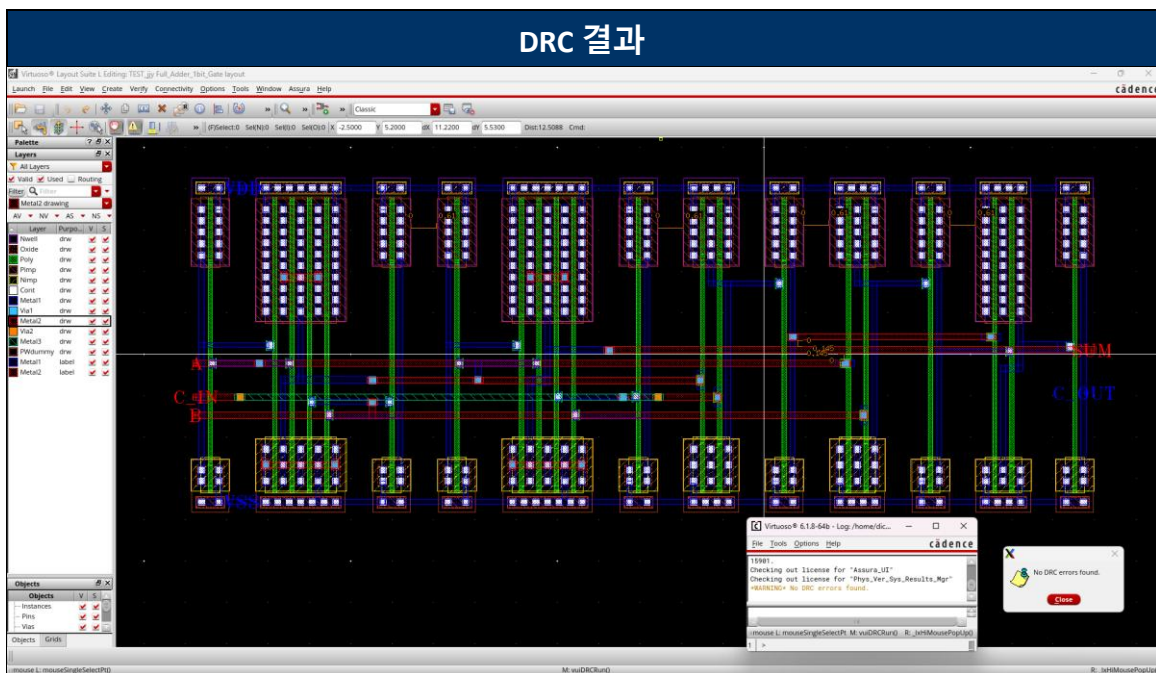 DRC 결과
Virtuoso® Layout Suite L Editing: TEST_jjy Full_Adder_1bit_Gate layout
Launch File Edit View Create Verify Connectivity Options Tools Window Assura Help
cādence
Classic
(F)Select:0 Sel(N):0 Sel(I):0 Sel(O):0 X -2.5000 Y 5.2000 dX 11.2200 dY 5.5300 Dist:12.5088 Cmd:
Palette
Layers
All Layers
Valid Used Routing
Filter Filter
Metal2 drawing
AV NV AS NS
Layer Purpo... V S
Nwell drw
Oxide drw
Poly drw
Pimp drw
Nimp drw
Cont drw
Metal1 drw
Via1 drw
Metal2 drw
Via2 drw
Metal3 drw
PWdummy drw
Metal1 label
Metal2 label
VDD
0.61
A
SUM
C_IN
C_OUT
B
VSS
Objects
Objects V S
Instances
Pins
Vias
Objects Grids
Virtuoso® 6.1.8-64b - Log: /home/dic...
File Tools Options Help
cādence
15901.
Checking out license for "Assura_UI"
Checking out license for "Phys_Ver_Sys_Results_Mgr"
*WARNING* No DRC errors found.
mouse L: mouseSingleSelectPt M: vuiDRCRun() R: _lxHiMousePopUp()
1 >
No DRC errors found.
Close
mouse L: mouseSingleSelectPt()
M: vuiDRCRun()
R: _lxHiMousePopUp()